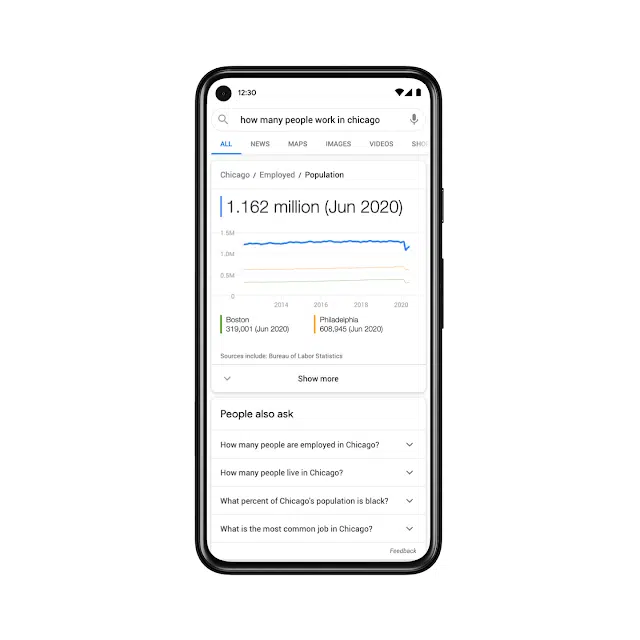 12:30
how many people work in chicago
ALL NEWS MAPS IMAGES VIDEOS SHO
Chicago / Employed / Population
1.162 million (Jun 2020)
1.5M
1.0M
0.5M
0
2014 2016 2018 2020
Boston
319,001 (Jun 2020)
Philadelphia
608,945 (Jun 2020)
Sources include: Bureau of Labor Statistics
Show more
People also ask
How many people are employed in Chicago?
How many people live in Chicago?
What percent of Chicago's population is black?
What is the most common job in Chicago?
Feedback